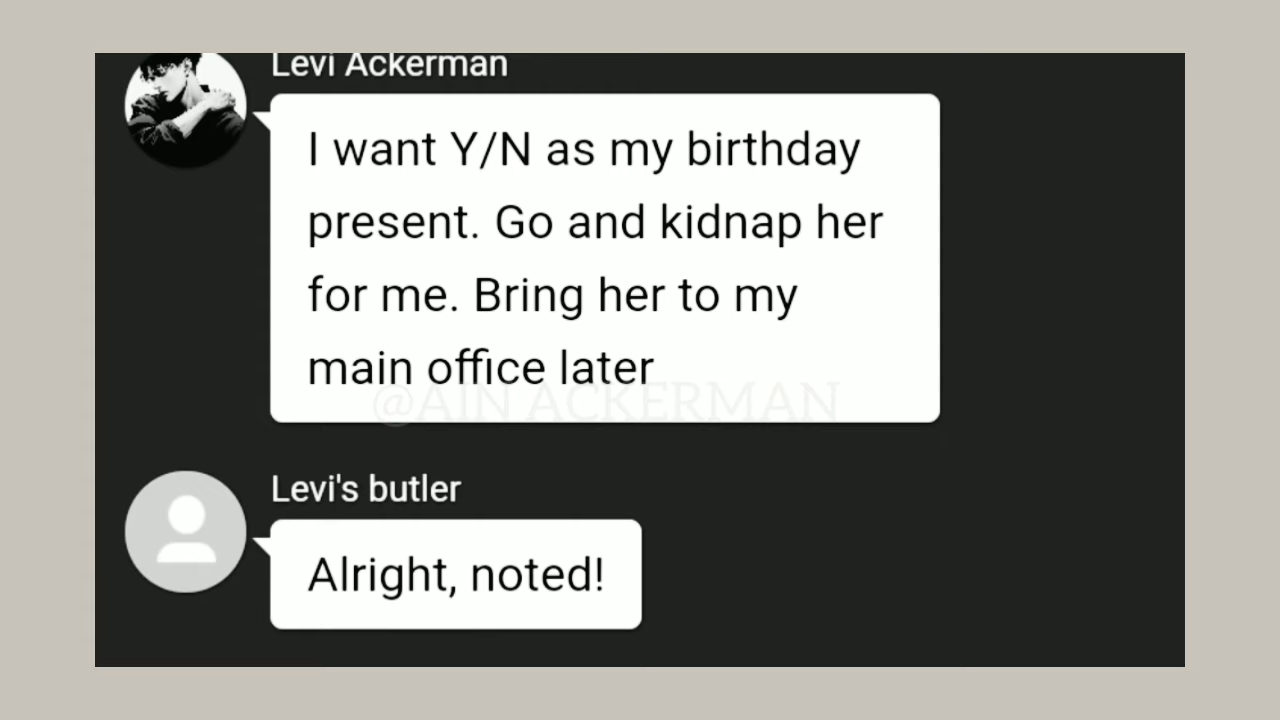 Levi Ackerman
I want Y/N as my birthday
present. Go and kidnap her
for me. Bring her to my
main office later
@AIN ACKERMAN
Levi's butler
Alright, noted!